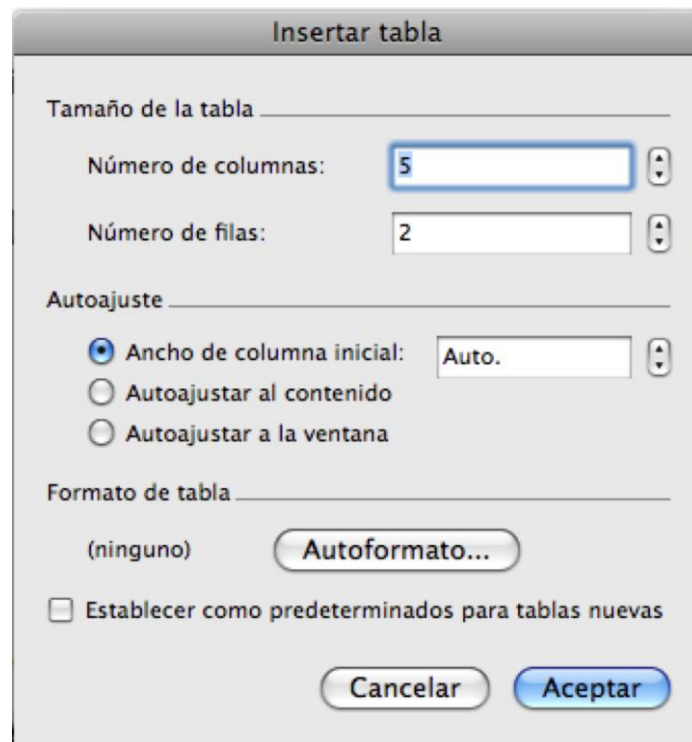 Insertar tabla
Tamaño de la tabla
Número de columnas: 5
Número de filas: 2
Autoajuste
Ancho de columna inicial: Auto.
Autoajustar al contenido
Autoajustar a la ventana
Formato de tabla
(ninguno) Autoformato...
Establecer como predeterminados para tablas nuevas
Cancelar Aceptar